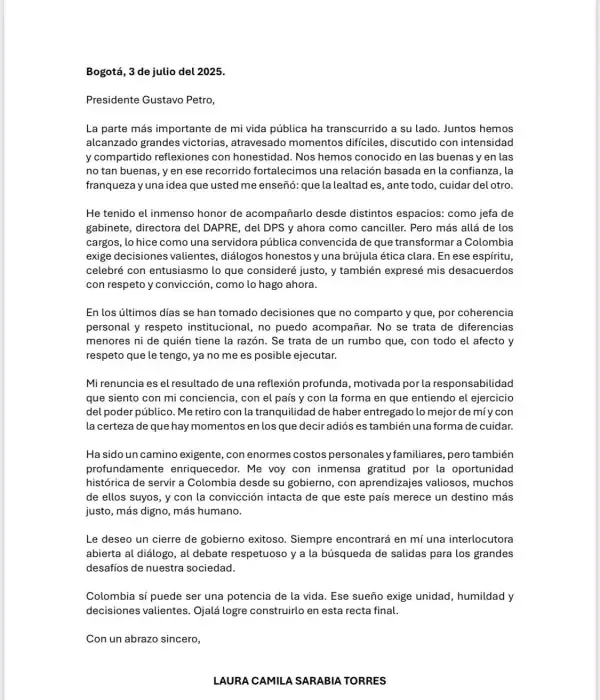 Bogotá, 3 de julio del 2025.
Presidente Gustavo Petro,
La parte más importante de mi vida pública ha transcurrido a su lado. Juntos hemos
alcanzado grandes victorias, atravesado momentos difíciles, discutido con intensidad
y compartido reflexiones con honestidad. Nos hemos conocido en las buenas y en las
no tan buenas, y en ese recorrido fortalecimos una relación basada en la confianza, la
franqueza y una idea que usted me enseñó: que la lealtad es, ante todo, cuidar del otro.
He tenido el inmenso honor de acompañarlo desde distintos espacios: como jefa de
gabinete, directora del DAPRE, del DPS y ahora como canciller. Pero más allá de los
cargos, lo hice como una servidora pública convencida de que transformar a Colombia
exige decisiones valientes, diálogos honestos y una brújula ética clara. En ese espíritu,
celebré con entusiasmo lo que consideré justo, y también expresé mis desacuerdos
con respeto y convicción, como lo hago ahora.
En los últimos días se han tomado decisiones que no comparto y que, por coherencia
personal y respeto institucional, no puedo acompañar. No se trata de diferencias
menores ni de quién tiene la razón. Se trata de un rumbo que, con todo el afecto y
respeto que le tengo, ya no me es posible ejecutar.
Mi renuncia es el resultado de una reflexión profunda, motivada por la responsabilidad
que siento con mi conciencia, con el país y con la forma en que entiendo el ejercicio
del poder público. Me retiro con la tranquilidad de haber entregado lo mejor de mí y con
la certeza de que hay momentos en los que decir adiós es también una forma de cuidar.
Ha sido un camino exigente, con enormes costos personales y familiares, pero también
profundamente enriquecedor. Me voy con inmensa gratitud por la oportunidad
histórica de servir a Colombia desde su gobierno, con aprendizajes valiosos, muchos
de ellos suyos, y con la convicción intacta de que este país merece un destino más
justo, más digno, más humano.
Le deseo un cierre de gobierno exitoso. Siempre encontrará en mí una interlocutora
abierta al diálogo, al debate respetuoso y a la búsqueda de salidas para los grandes
desafíos de nuestra sociedad.
Colombia sí puede ser una potencia de la vida. Ese sueño exige unidad, humildad y
decisiones valientes. Ojalá logre construirlo en esta recta final.
Con un abrazo sincero,
LAURA CAMILA SARABIA TORRES